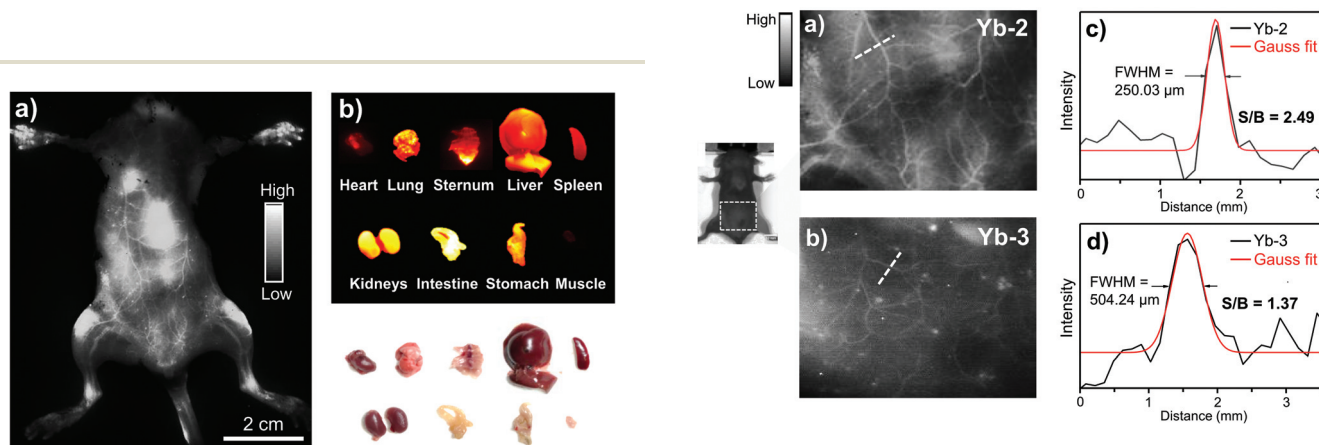 a)
High
Low
2 cm
b)
Heart Lung Sternum Liver Spleen
Kidneys Intestine Stomach Muscle
High
Low
a)
Yb-2
b)
Yb-3
c)
Yb-2
Gauss fit
FWHM =
250.03 µm
S/B = 2.49
Intensity
0 1 2 3
Distance (mm)
d)
Yb-3
Gauss fit
FWHM =
504.24 µm
S/B = 1.37
Intensity
0 1 2 3
Distance (mm)